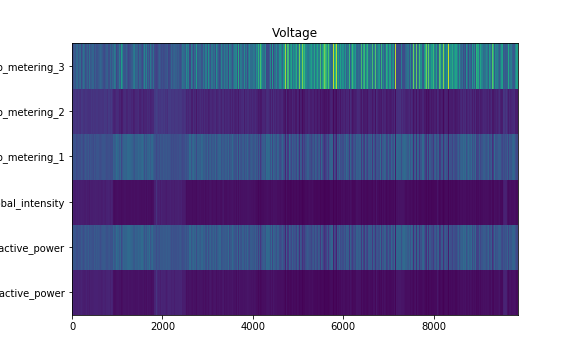 Voltage
b_metering_3
b_metering_2
b_metering_1
bal_intensity
active_power
active_power
0
2000
4000
6000
8000